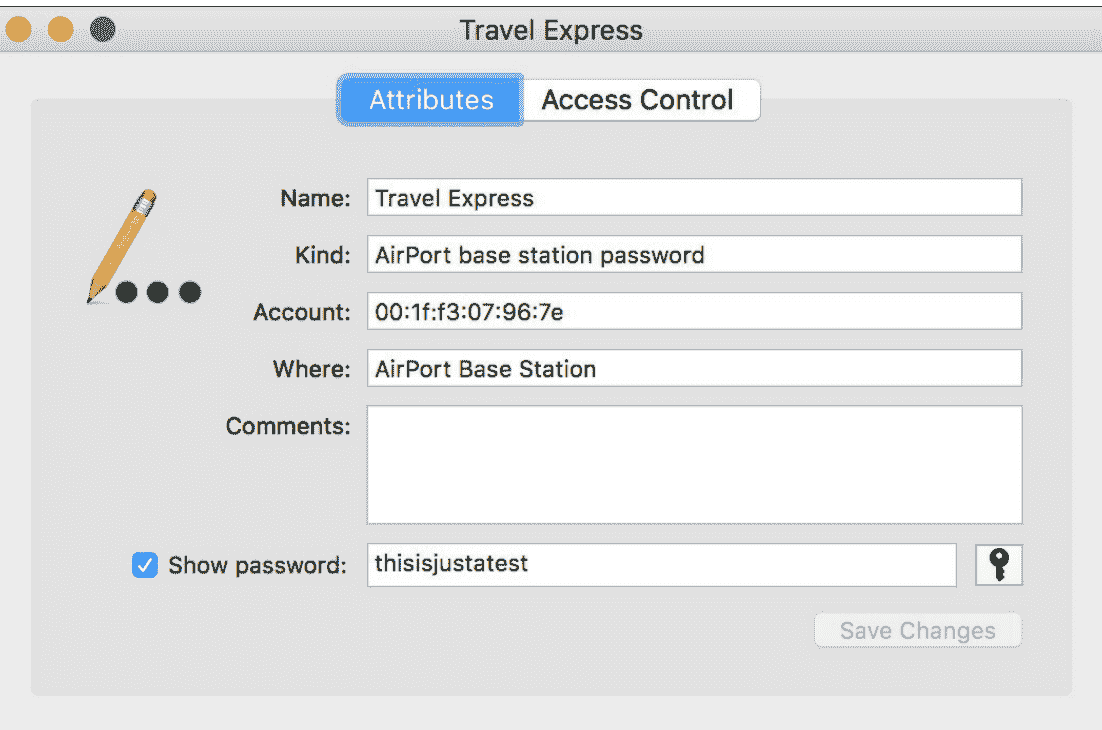 Travel Express
Attributes Access Control
Name: Travel Express
Kind: AirPort base station password
Account: 00:1f:f3:07:96:7e
Where: AirPort Base Station
Comments:
Show password: thisisjustatest
Save Changes